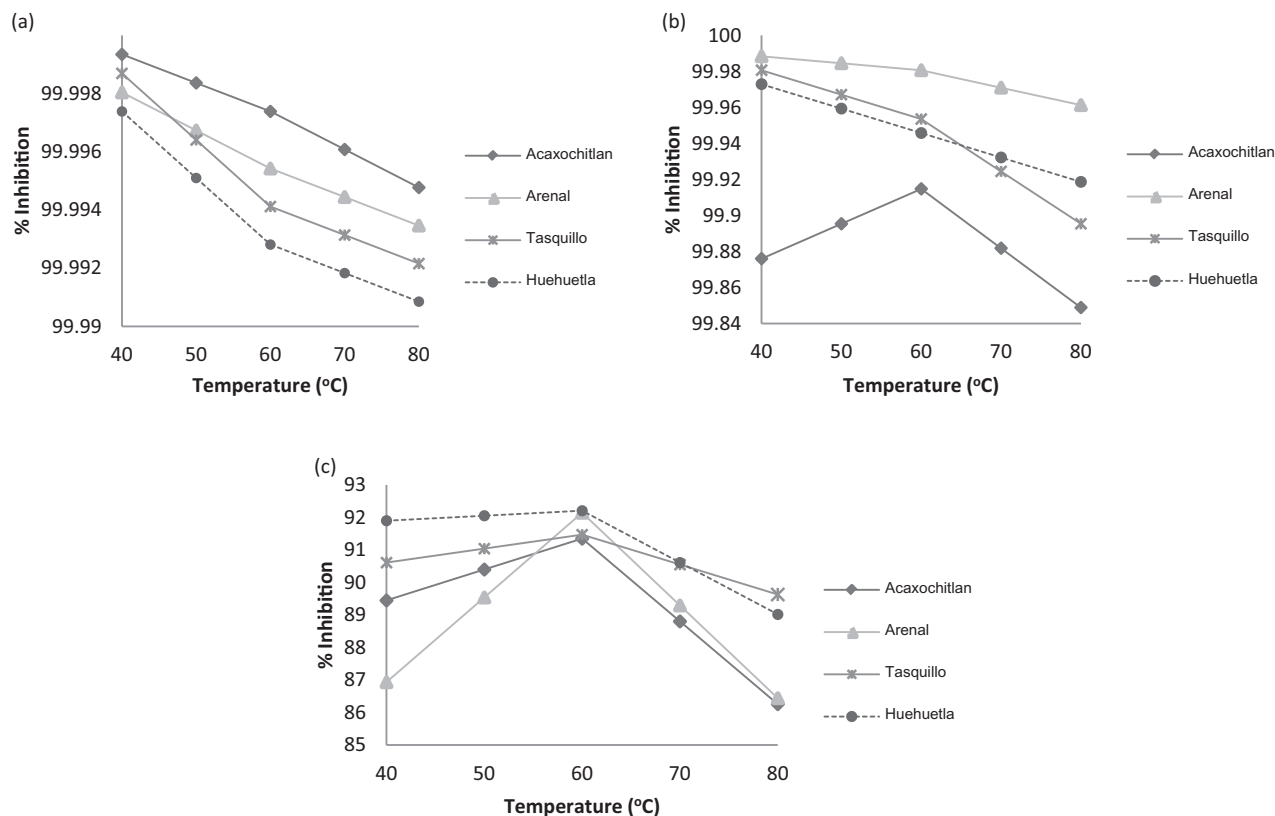 (a)
99.998
99.996
99.994
99.992
99.99
% Inhibition
40 50 60 70 80
Temperature (°C)
Acaxochitlan
Arenal
Tasquillo
Huehuetla
(b)
100
99.98
99.96
99.94
99.92
99.9
99.88
99.86
99.84
% Inhibition
40 50 60 70 80
Temperature (°C)
Acaxochitlan
Arenal
Tasquillo
Huehuetla
(c)
93
92
91
90
89
88
87
86
85
% Inhibition
40 50 60 70 80
Temperature (°C)
Acaxochitlan
Arenal
Tasquillo
Huehuetla